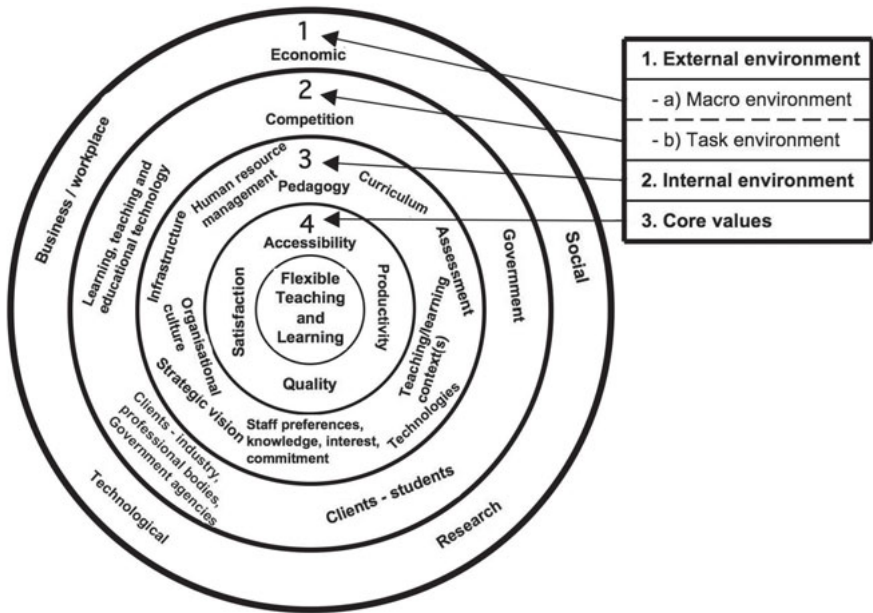 1
Economic
2
Competition
3
Pedagogy
4
Accessibility
Flexible
Teaching
and
Learning
Satisfaction
Productivity
Quality
Human resource
management
Curriculum
Infrastructure
Assessment
Organisational
culture
Teaching/learning
context(s)
Strategic vision
Technologies
Staff preferences,
knowledge, interest,
commitment
Learning, teaching and
educational technology
Government
Clients - industry,
professional bodies,
Government agencies
Clients - students
Business / workplace
Social
Technological
Research
1. External environment
- a) Macro environment
- b) Task environment
2. Internal environment
3. Core values